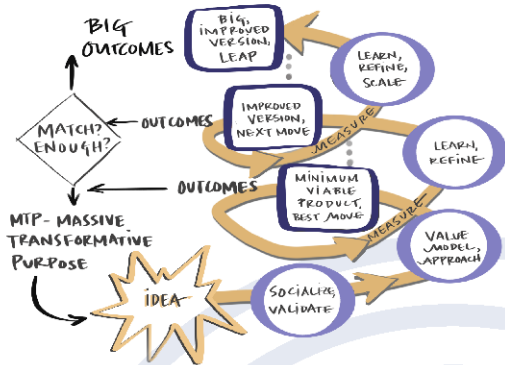 BIG
OUTCOMES
MATCH?
ENOUGH?
MTP-MASSIVE
TRANSFORMATIVE
PURPOSE
IDEA
SOCIALIZE,
VALIDATE
VALUE
MODEL,
APPROACH
MEASURE
MINIMUM
VIABLE
PRODUCT,
BEST MOVE
OUTCOMES
LEARN,
REFINE
MEASURE
IMPROVED
VERSION,
NEXT MOVE
OUTCOMES
LEARN,
REFINE,
SCALE
BIG,
IMPROVED
VERSION,
LEAP